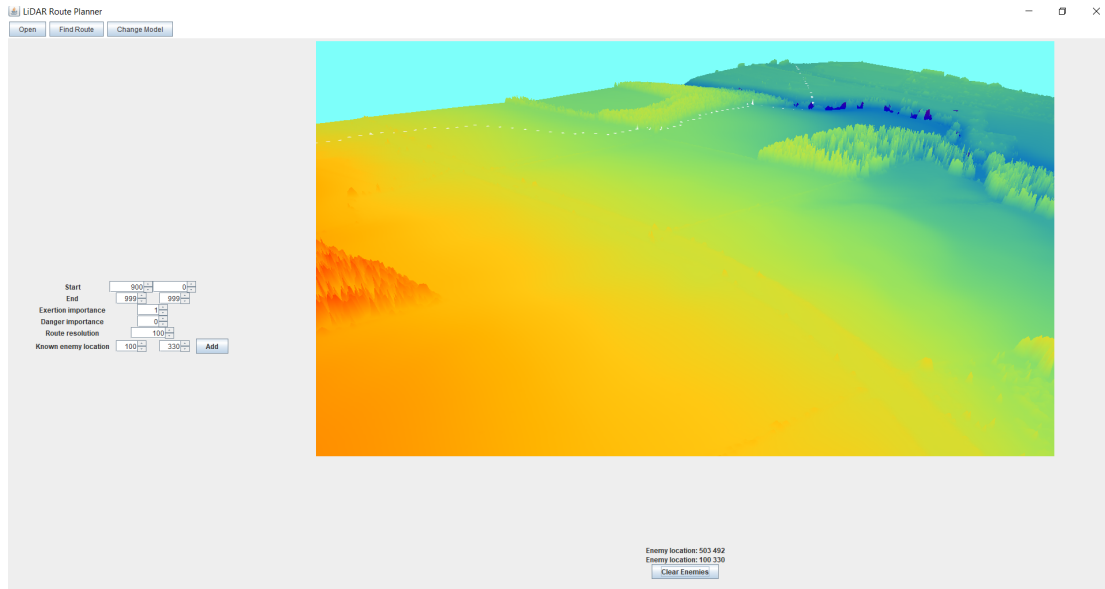 LiDAR Route Planner
Open Find Route Change Model
Start 900 0
End 999 999
Exertion importance 1
Danger importance 0
Route resolution 100
Known enemy location 100 330 Add
Enemy location: 503 492
Enemy location: 100 330
Clear Enemies